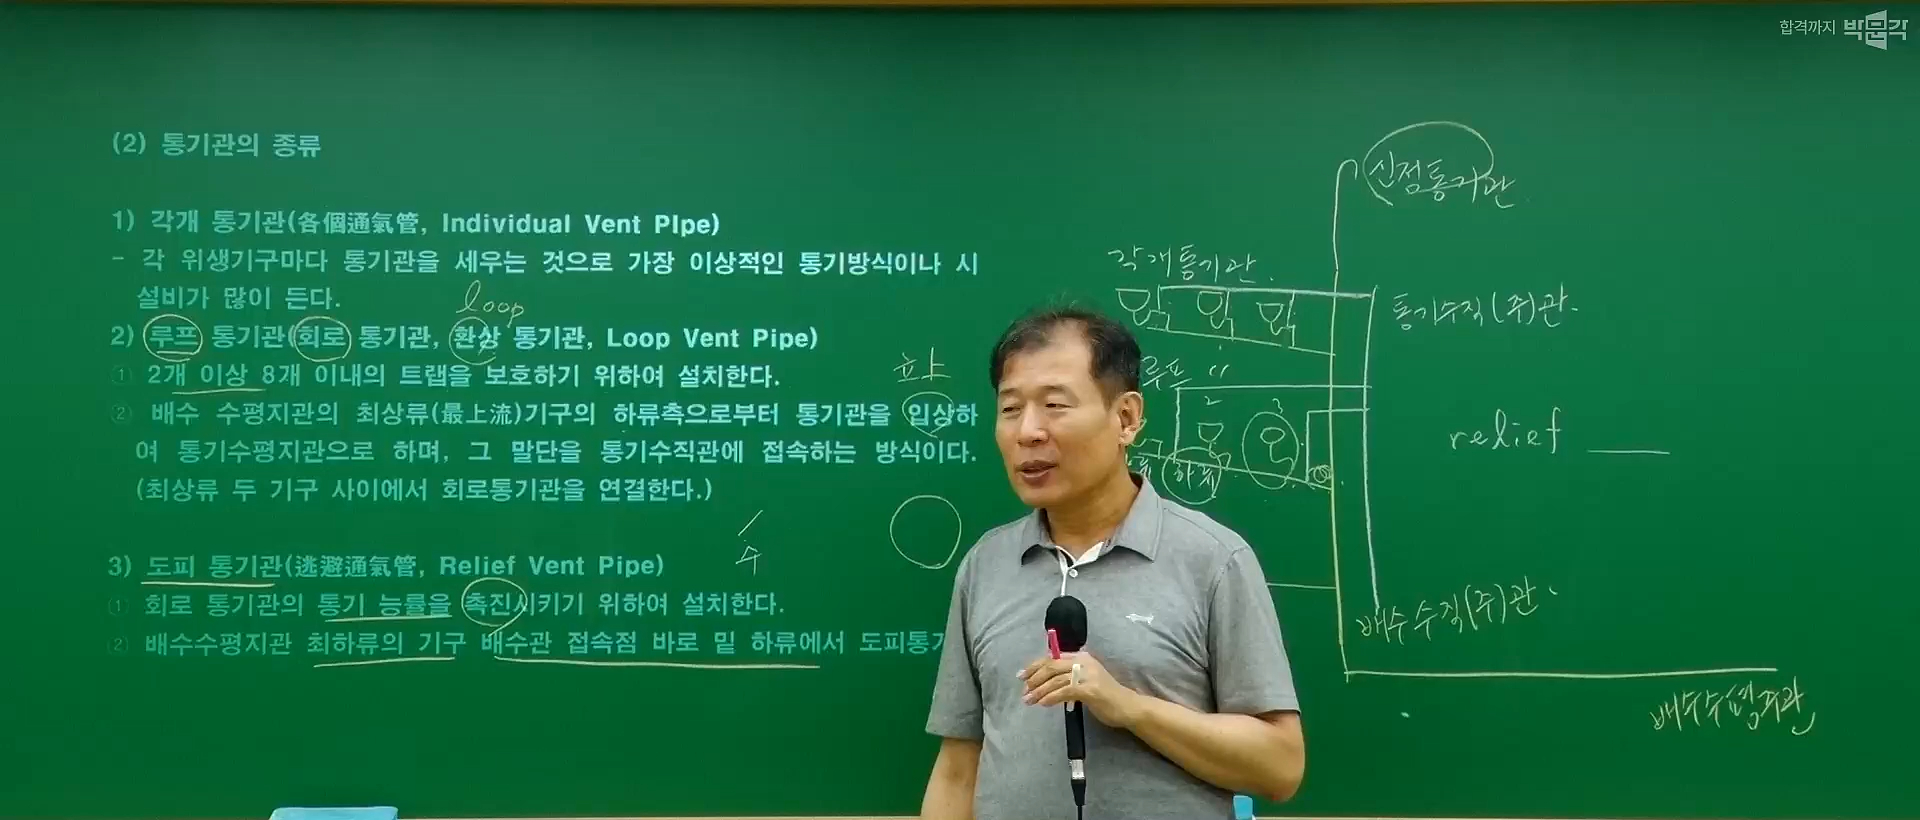 합격까지 박문각
(2) 통기관의 종류
1) 각개 통기관(各個通氣管, Individual Vent PIpe)
- 각 위생기구마다 통기관을 세우는 것으로 가장 이상적인 통기방식이나 시
설비가 많이 든다.
loop
2) 루프 통기관(회로 통기관, 환상 통기관, Loop Vent Pipe)
① 2개 이상 8개 이내의 트랩을 보호하기 위하여 설치한다.
② 배수 수평지관의 최상류(最上流)기구의 하류측으로부터 통기관을 입상하
여 통기수평지관으로 하며, 그 말단을 통기수직관에 접속하는 방식이다.
(최상류 두 기구 사이에서 회로통기관을 연결한다.)
수
3) 도피 통기관(逃避通氣管, Relief Vent Pipe)
① 회로 통기관의 통기 능률을 촉진시키기 위하여 설치한다.
② 배수수평지관 최하류의 기구 배수관 접속점 바로 밑 하류에서 도피통기
신정통기관
각개통기관
통기수직(주)관
루프 "
2 3
하류
relief
배수수직(주)관
배수수평주관